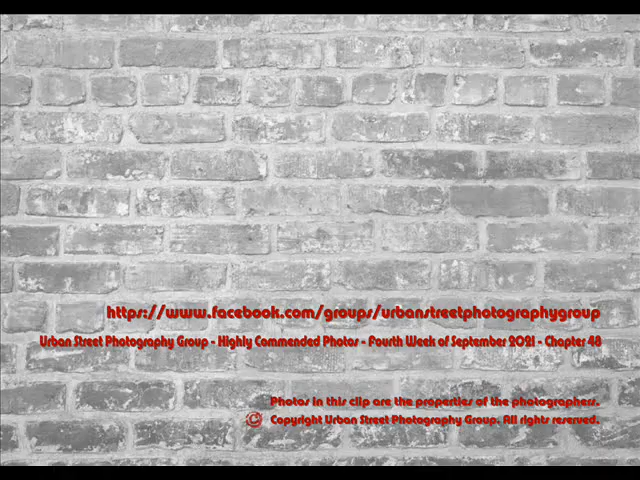 https://www.facebook.com/groups/urbanstreetphotographygroup
Urban Street Photography Group - Highly Commended Photos - Fourth Week of September 2021 - Chapter 48
Photos in this clip are the properties of the photographers.
© Copyright Urban Street Photography Group. All rights reserved.